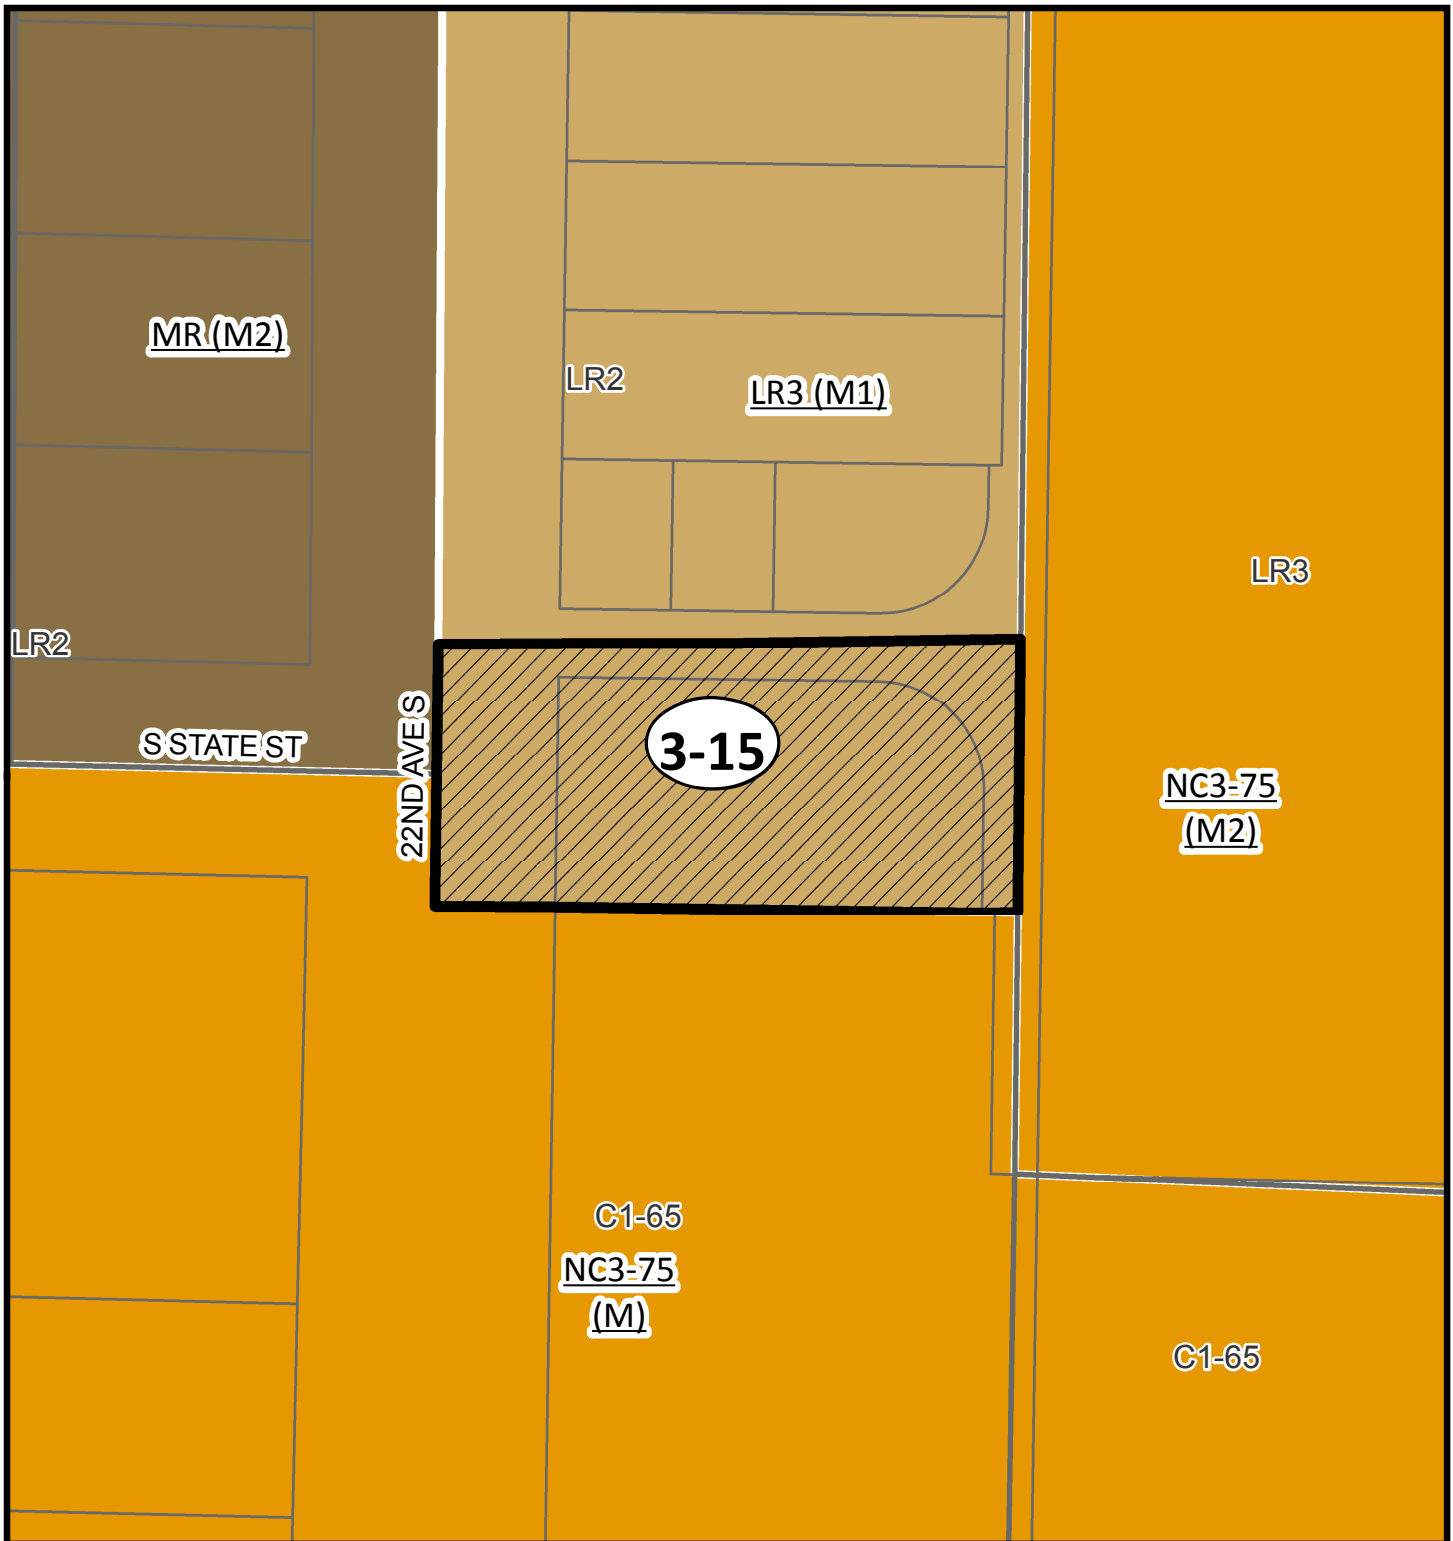 MR (M2)
LR2
LR3 (M1)
LR3
LR2
S STATE ST
22ND AVE S
3-15
NC3-75
(M2)
C1-65
NC3-75
(M)
C1-65